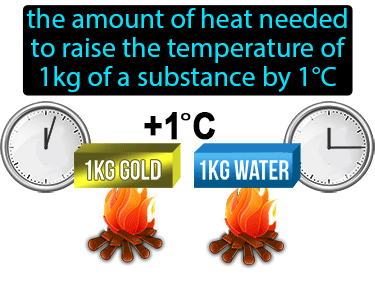 the amount of heat needed
to raise the temperature of
1kg of a substance by 1°C
+1°C
1KG GOLD
1KG WATER